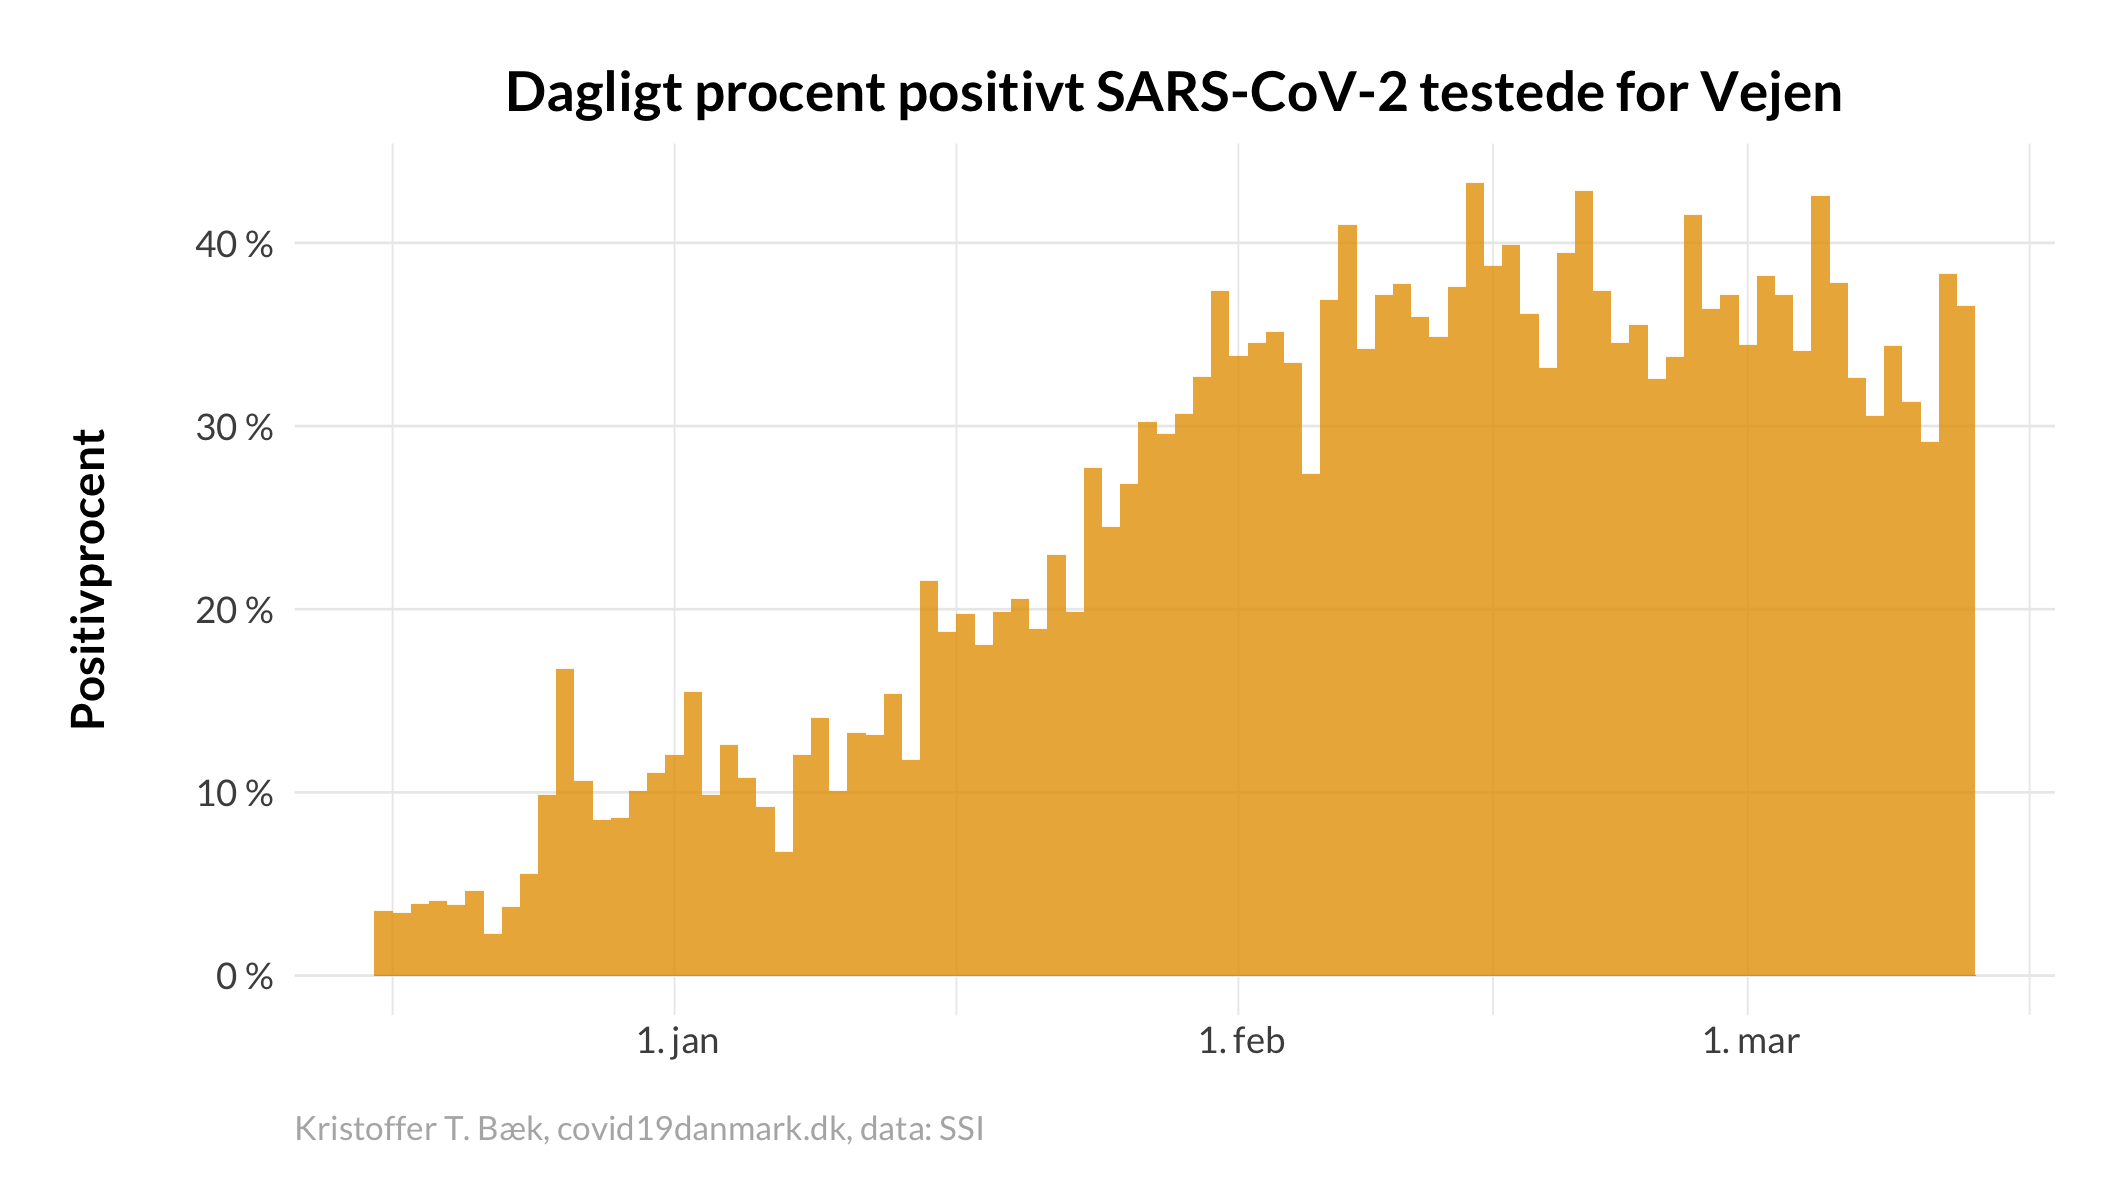 Dagligt procent positivt SARS-CoV-2 testede for Vejen
Positivprocent
40 %
30 %
20 %
10 %
0 %
1. jan
1. feb
1. mar
Kristoffer T. Bæk, covid19danmark.dk, data: SSI